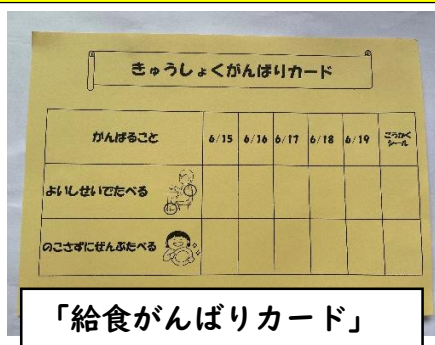 きゅうしょくがんばりカード
がんばること 6/15 6/16 6/17 6/18 6/19 ごうかくシール
よいしせいでたべる
のこさずにぜんぶたべる
「給食がんばりカード」